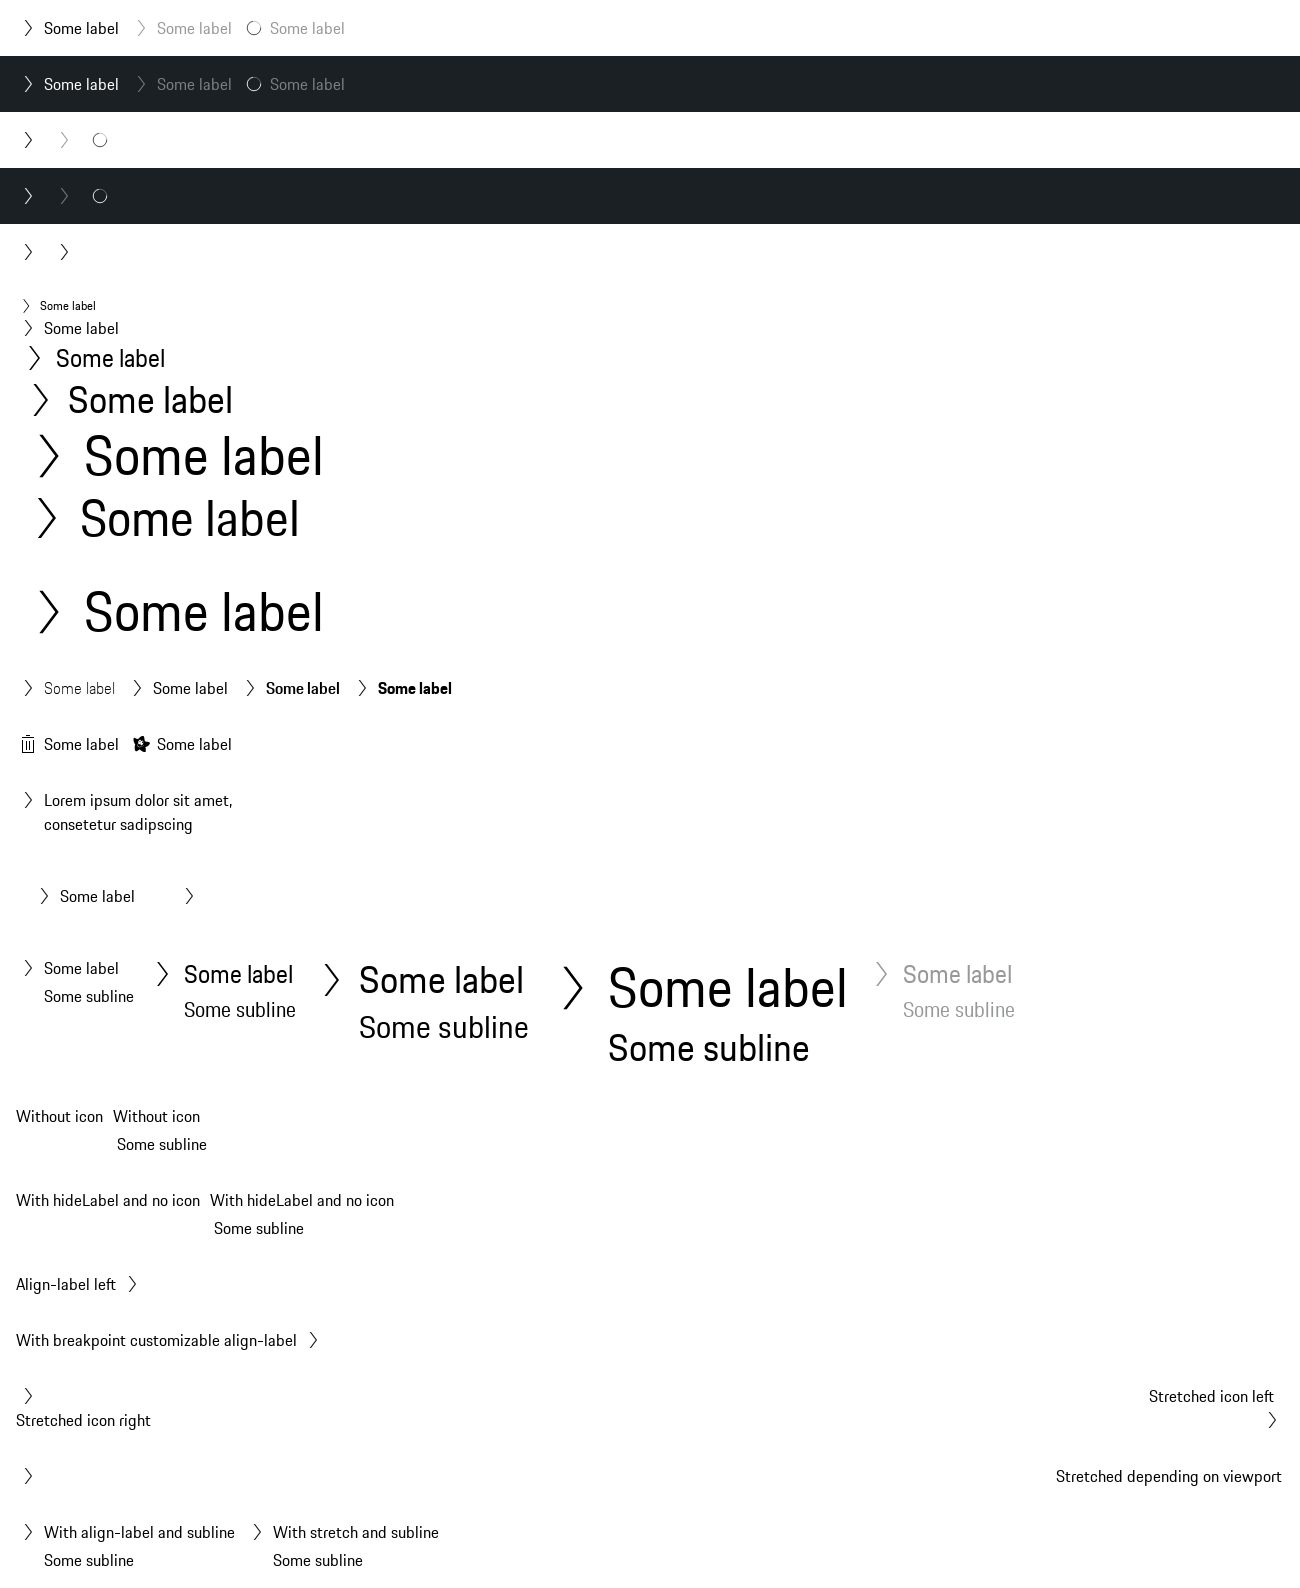 Some label Some label Some label
Some label Some label Some label
Some label
Some label
Some label
Some label
Some label
Some label
Some label
Some label Some label Some label Some label
Some label Some label
Lorem ipsum dolor sit amet,
consetetur sadipscing
Some label
Some label Some label Some label Some label Some label
Some subline Some subline Some subline Some subline Some subline
Without icon Without icon
Some subline
With hideLabel and no icon With hideLabel and no icon
Some subline
Align-label left
With breakpoint customizable align-label
Stretched icon left
Stretched icon right
Stretched depending on viewport
With align-label and subline With stretch and subline
Some subline Some subline